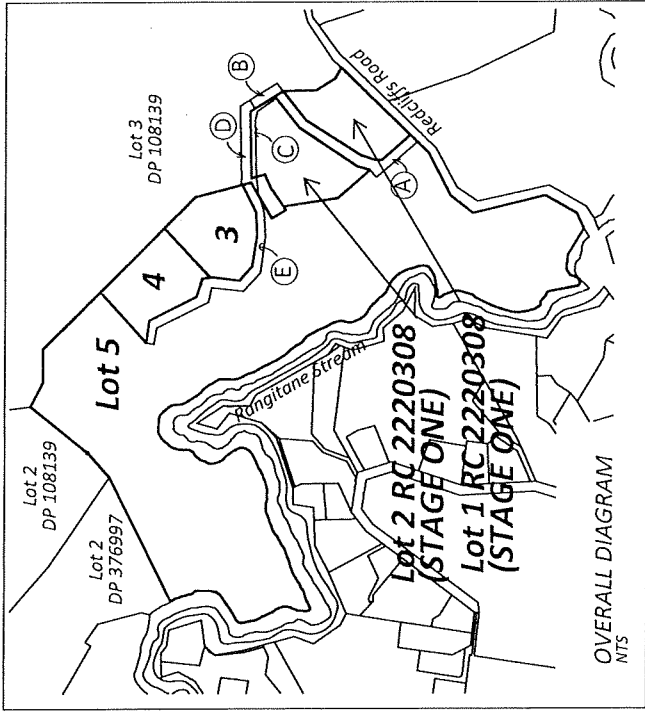 Lot 3
DP 108139
B
D
C
Redcliffs Road
A
3
E
4
Lot 5
Lot 2
DP 108139
Lot 2
DP 376997
Rangitane Stream
Lot 2 RC 2220308
(STAGE ONE)
Lot 1 RC 2220308
(STAGE ONE)
OVERALL DIAGRAM
NTS